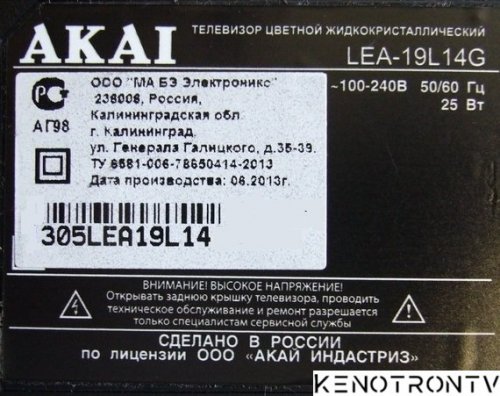 AKAI
ТЕЛЕВИЗОР ЦВЕТНОЙ ЖИДКОКРИСТАЛЛИЧЕСКИЙ
LEA-19L14G
~100-240В 50/60 Гц
25 Вт
АГ98
ООО "МА БЭ Электроникс"
236008, Россия,
Калининградская обл
г. Калининград,
ул. Генерала Галицкого, д.35-39.
ТУ 6581-006-78650414-2013
Дата производства: 06.2013г.
305LEA19L14
ВНИМАНИЕ! ВЫСОКОЕ НАПРЯЖЕНИЕ!
Открывать заднюю крышку телевизора, проводить
техническое обслуживание и ремонт разрешается
только специалистам сервисной службы
СДЕЛАНО В РОССИИ
по лицензии ООО «АКАЙ ИНДАСТРИЗ»
KENOTRONTV